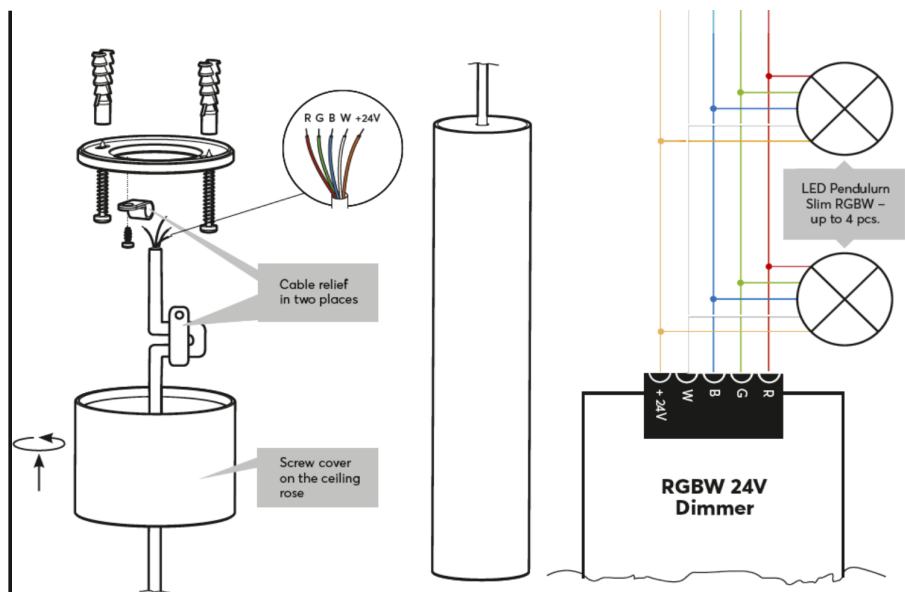 R G B W +24V
Cable relief
in two places
Screw cover
on the ceiling
rose
LED Pendulurn
Slim RGBW –
up to 4 pcs.
+ 24V
W
B
G
R
RGBW 24V
Dimmer